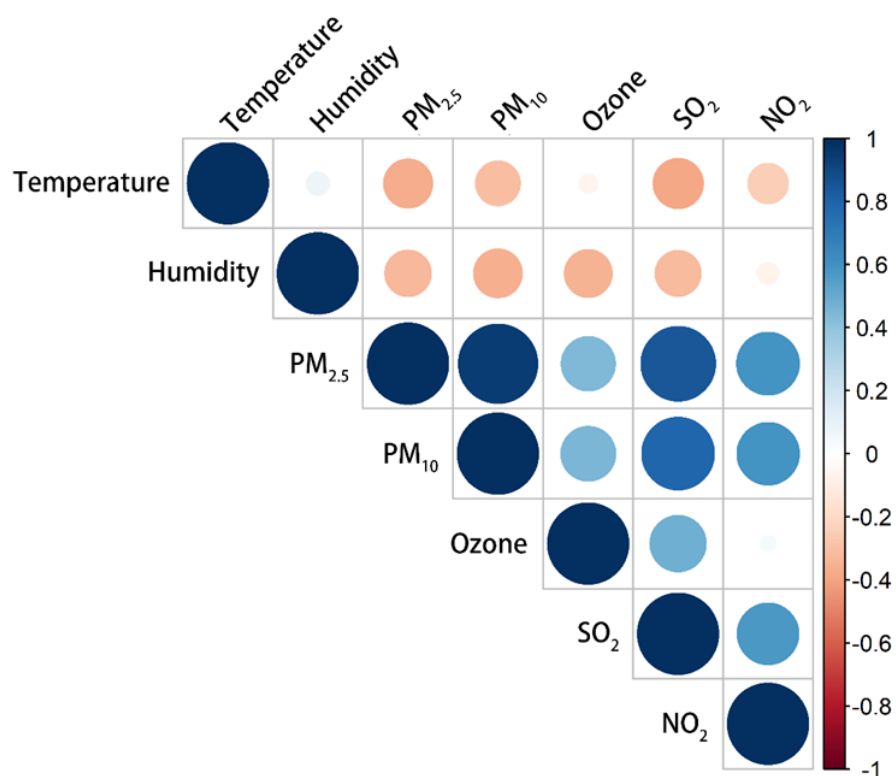 Temperature
Humidity
PM2.5
PM10
Ozone
SO2
NO2
Temperature
Humidity
PM2.5
PM10
Ozone
SO2
NO2
1
0.8
0.6
0.4
0.2
0
-0.2
-0.4
-0.6
-0.8
-1